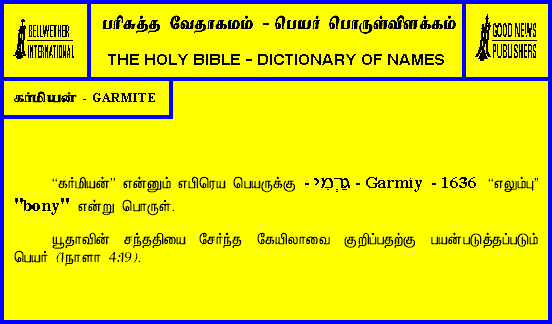 BELLWETHER
INTERNATIONAL
பரிசுத்த வேதாகமம் - பெயர் பொருள்விளக்கம்
THE HOLY BIBLE - DICTIONARY OF NAMES
GOOD NEWS
PUBLISHERS
கர்மியன் - GARMITE
“கர்மியன்” என்னும் எபிரெய பெயருக்கு - גַּרְמִי - Garmiy - 1636 “எலும்பு”
"bony" என்று பொருள்.
யூதாவின் சந்ததியை சேர்ந்த கேயிலாவை குறிப்பதற்கு பயன்படுத்தப்படும்
பெயர் (1நாளா 4:19).